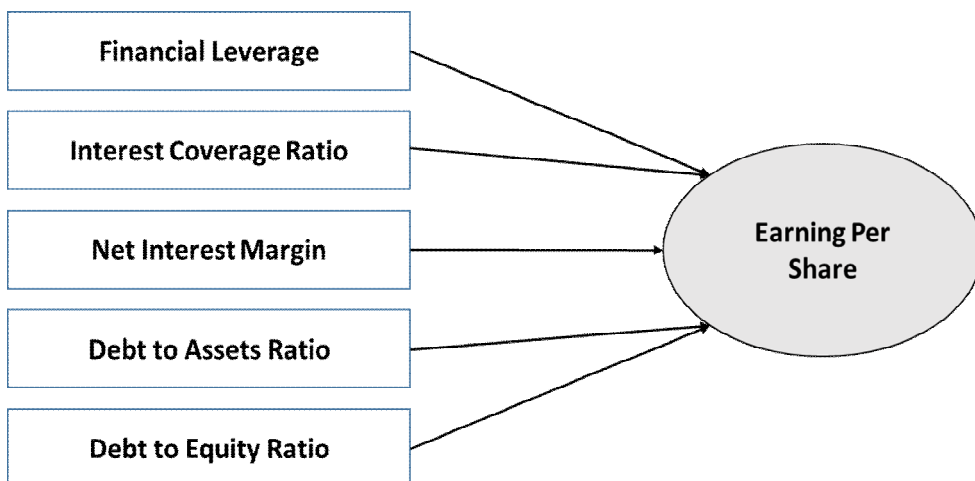 Financial Leverage
Interest Coverage Ratio
Net Interest Margin
Earning Per
Share
Debt to Assets Ratio
Debt to Equity Ratio